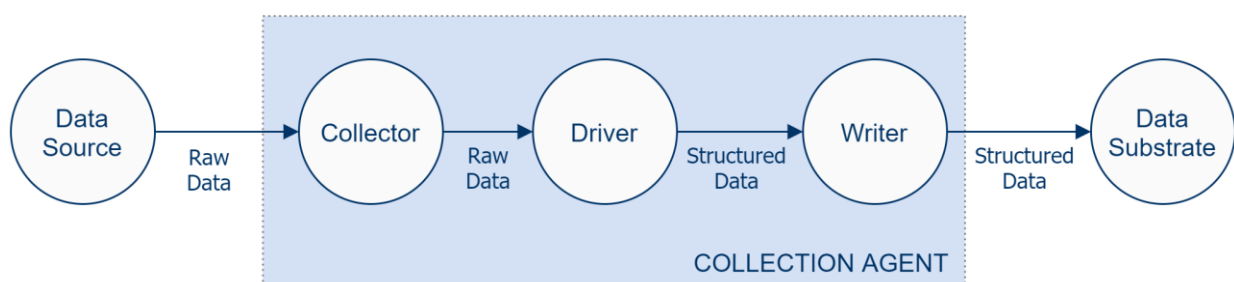 Data
Source
Raw
Data
Collector
Raw
Data
Driver
Structured
Data
Writer
Structured
Data
Data
Substrate
COLLECTION AGENT